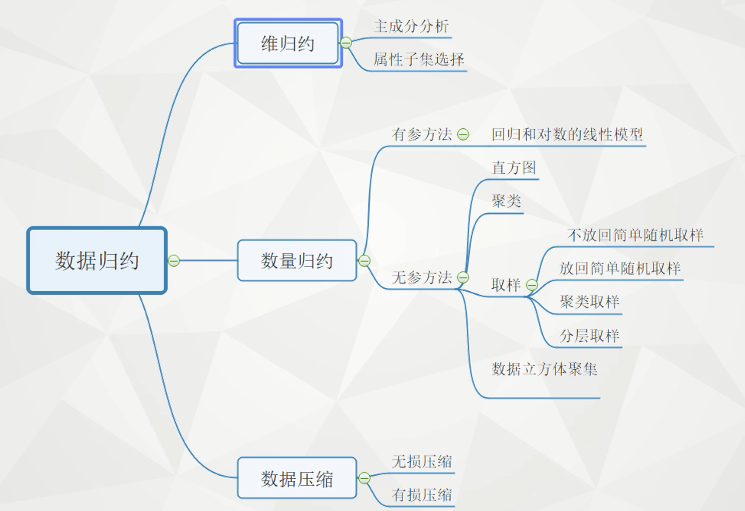 维归约
主成分分析
属性子集选择
有参方法
回归和对数的线性模型
直方图
聚类
不放回简单随机取样
数据归约
数量归约
无参方法
取样
放回简单随机取样
聚类取样
分层取样
数据立方体聚集
数据压缩
无损压缩
有损压缩